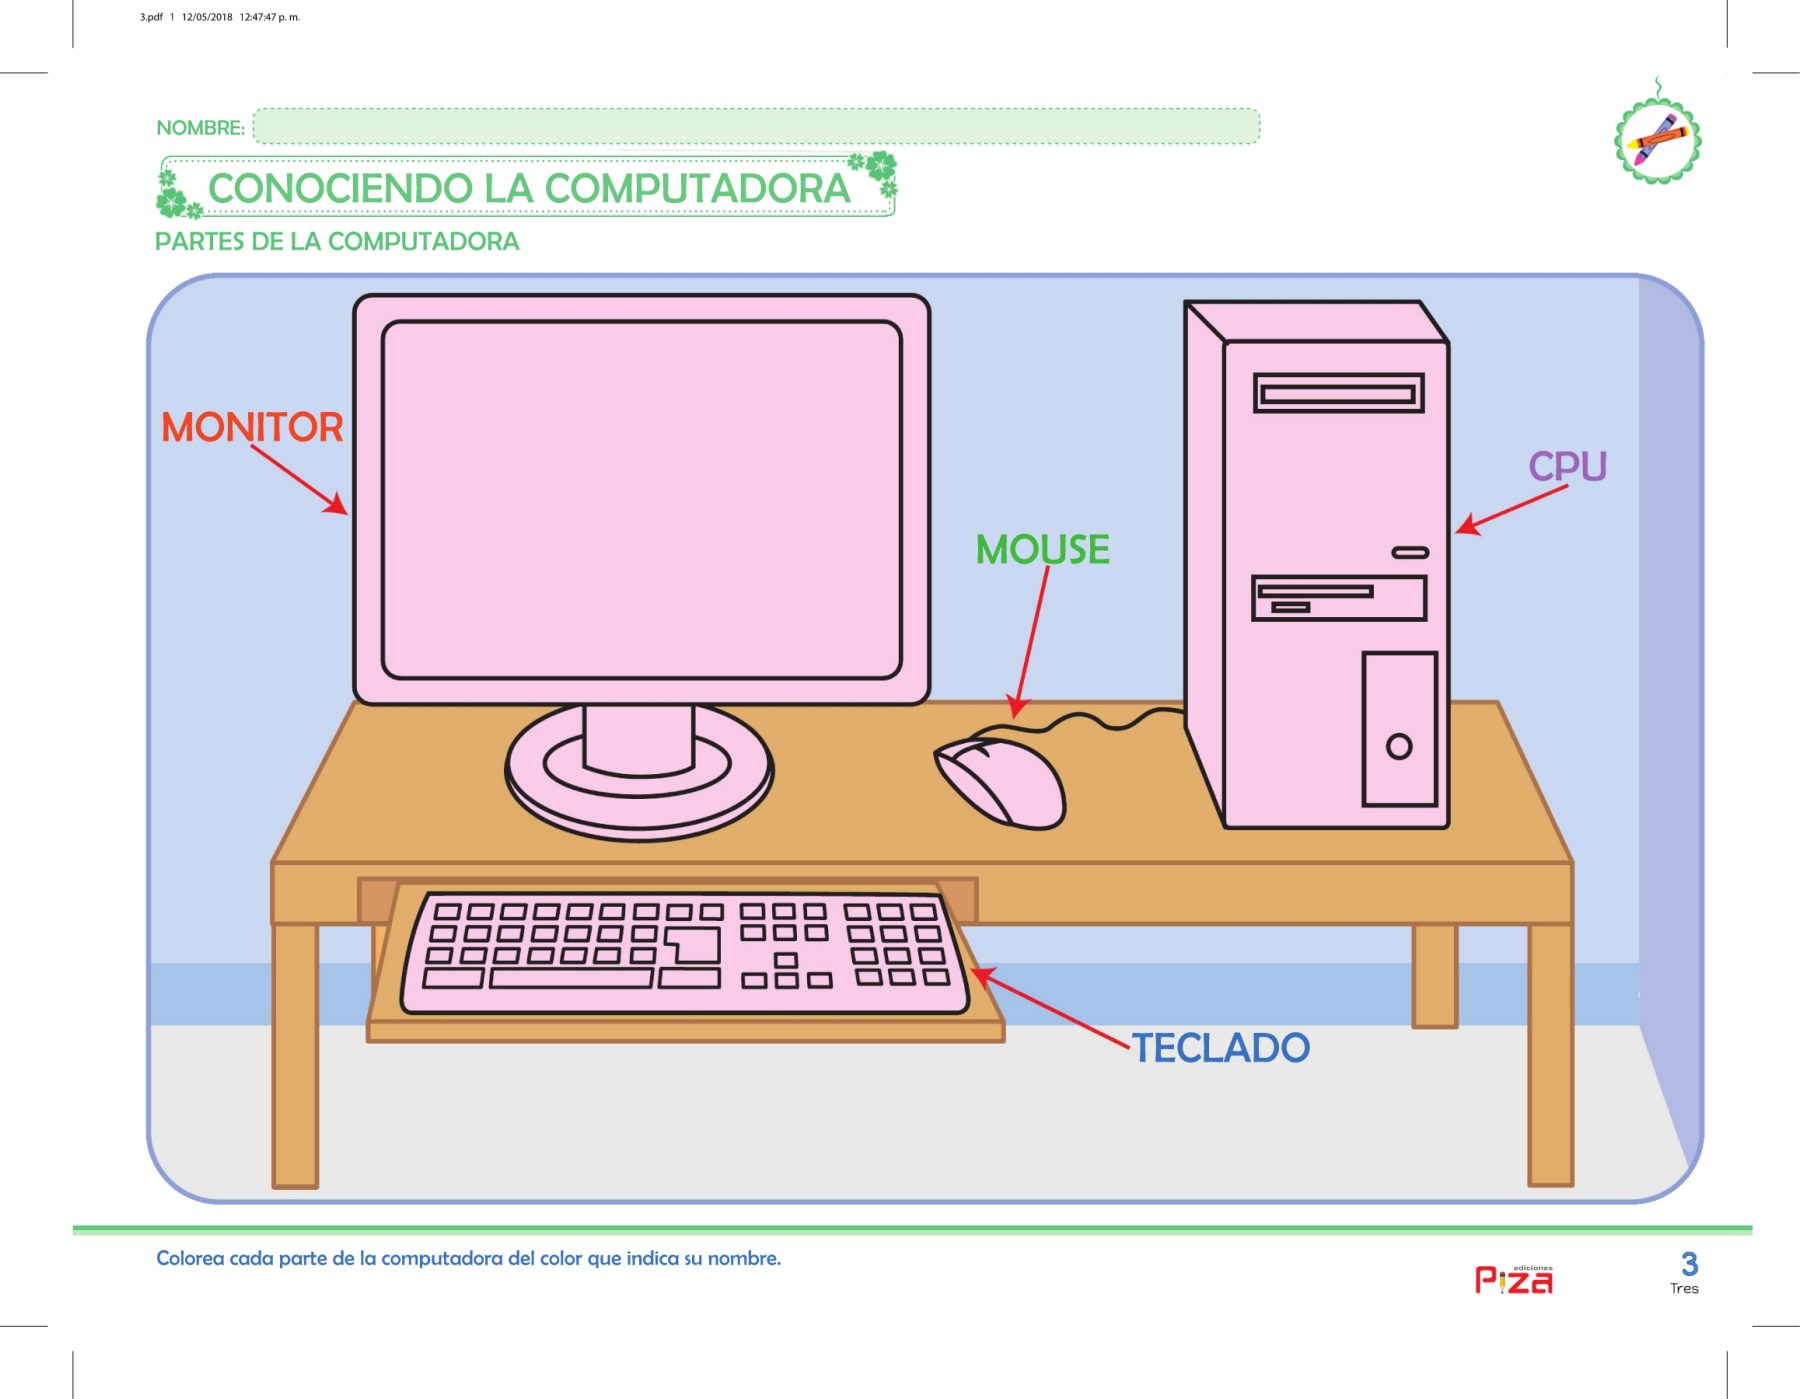 3.pdf 1 12/05/2018 12:47:47 p. m.
NOMBRE:
CONOCIENDO LA COMPUTADORA
PARTES DE LA COMPUTADORA
MONITOR
CPU
MOUSE
TECLADO
Colorea cada parte de la computadora del color que indica su nombre.
ediciones
Piza
3
Tres